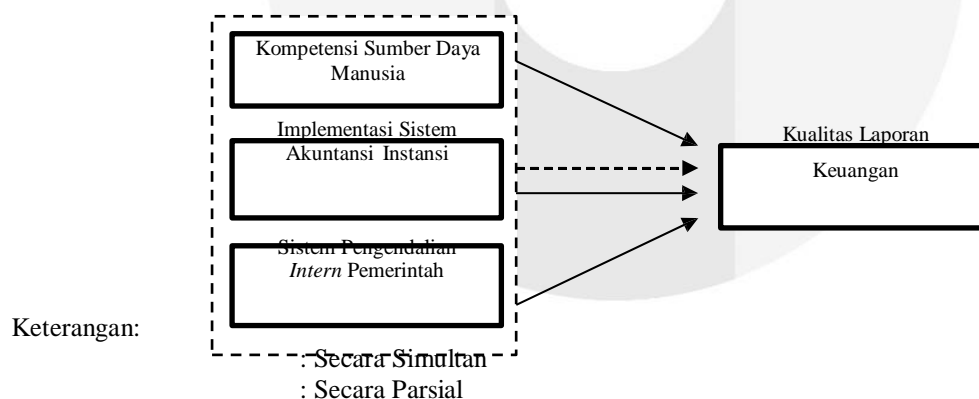 Kompetensi Sumber Daya
Manusia
Implementasi Sistem
Akuntansi Instansi
Kualitas Laporan
Keuangan
Sistem Pengendalian
Intern Pemerintah
Keterangan:
: Secara Simultan
: Secara Parsial